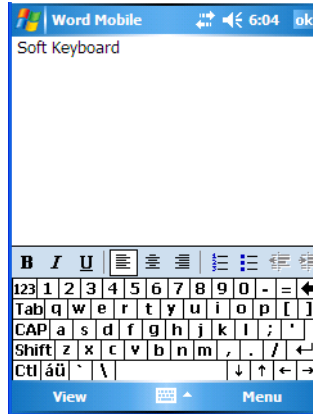 Word Mobile 6:04 ok
Soft Keyboard
B I U
123 1 2 3 4 5 6 7 8 9 0 - =
Tab q w e r t y u i o p [ ]
CAP a s d f g h j k l ; '
Shift z x c v b n m , . /
Ctl áü ` \ ↓ ↑ ← →
View Menu